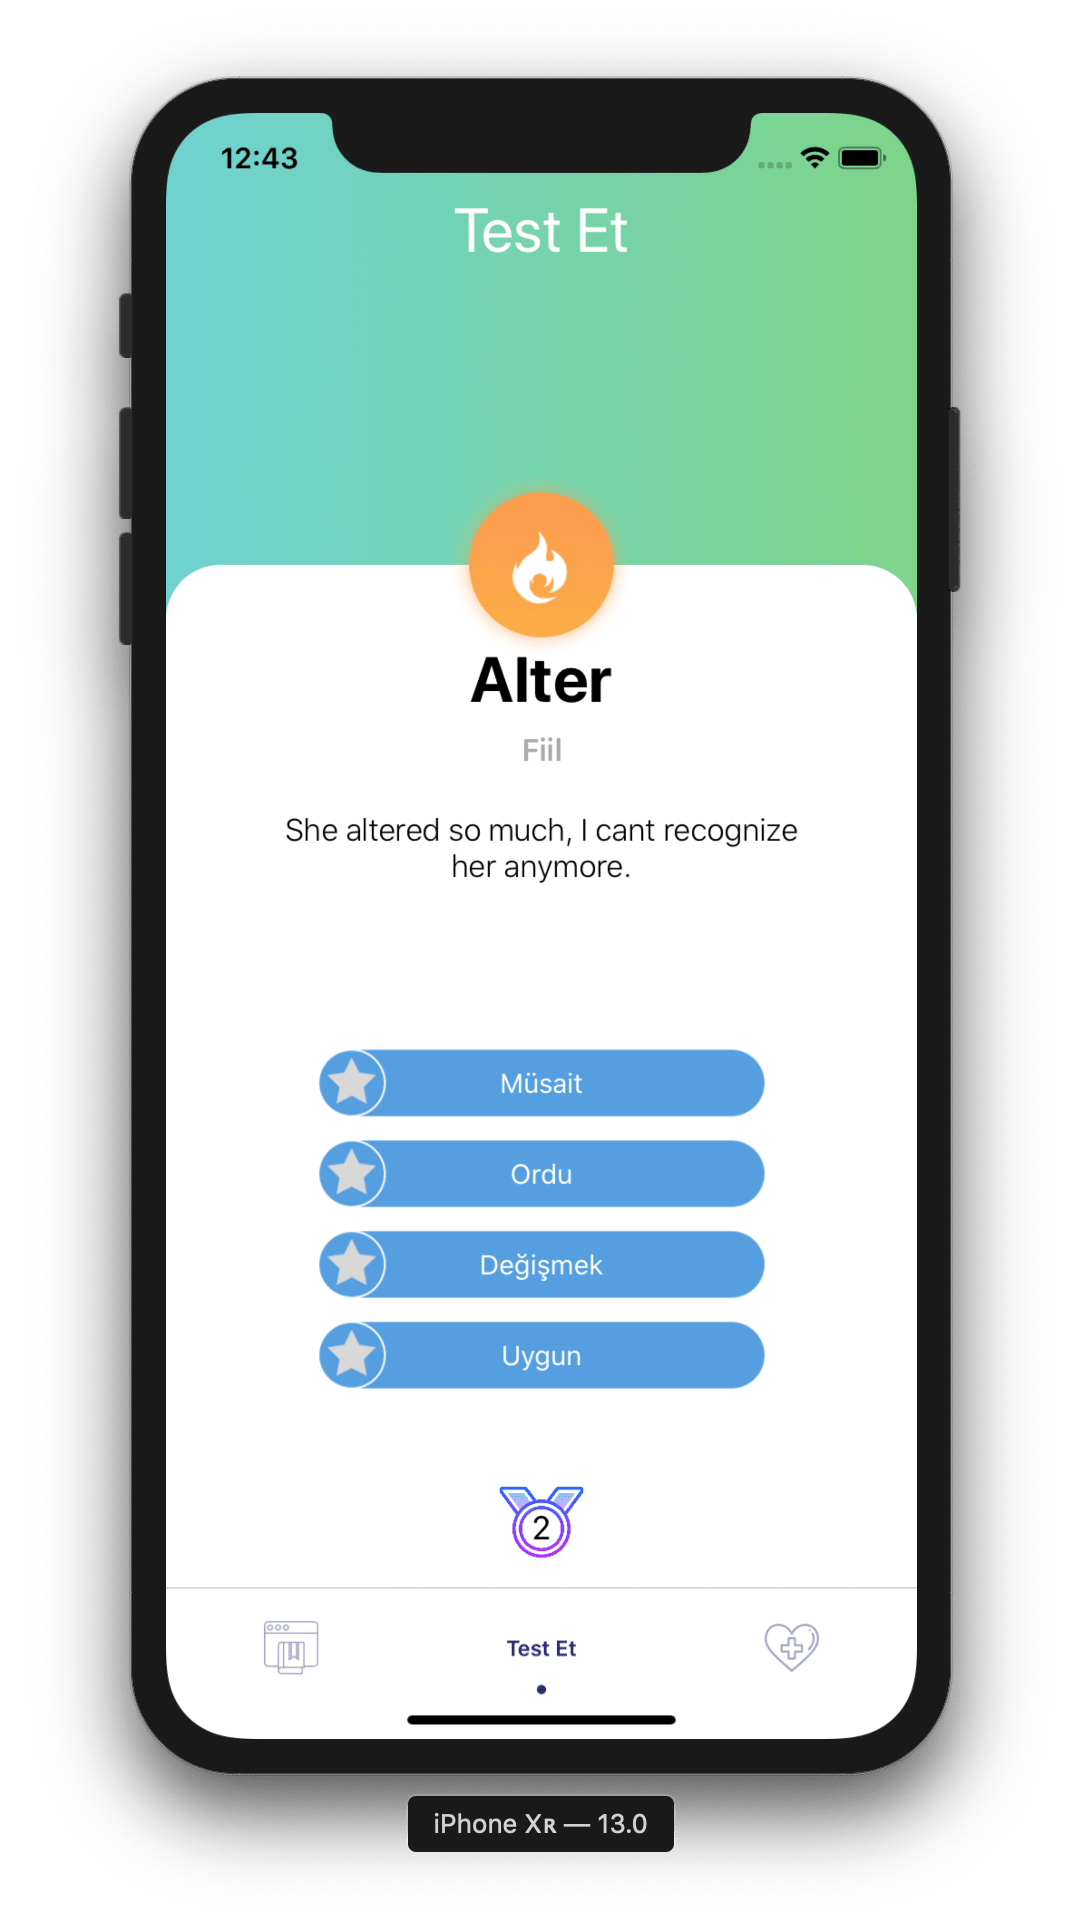 12:43
Test Et
Alter
Fiil
She altered so much, I cant recognize
her anymore.
Müsait
Ordu
Değişmek
Uygun
2
Test Et
iPhone Xʀ — 13.0